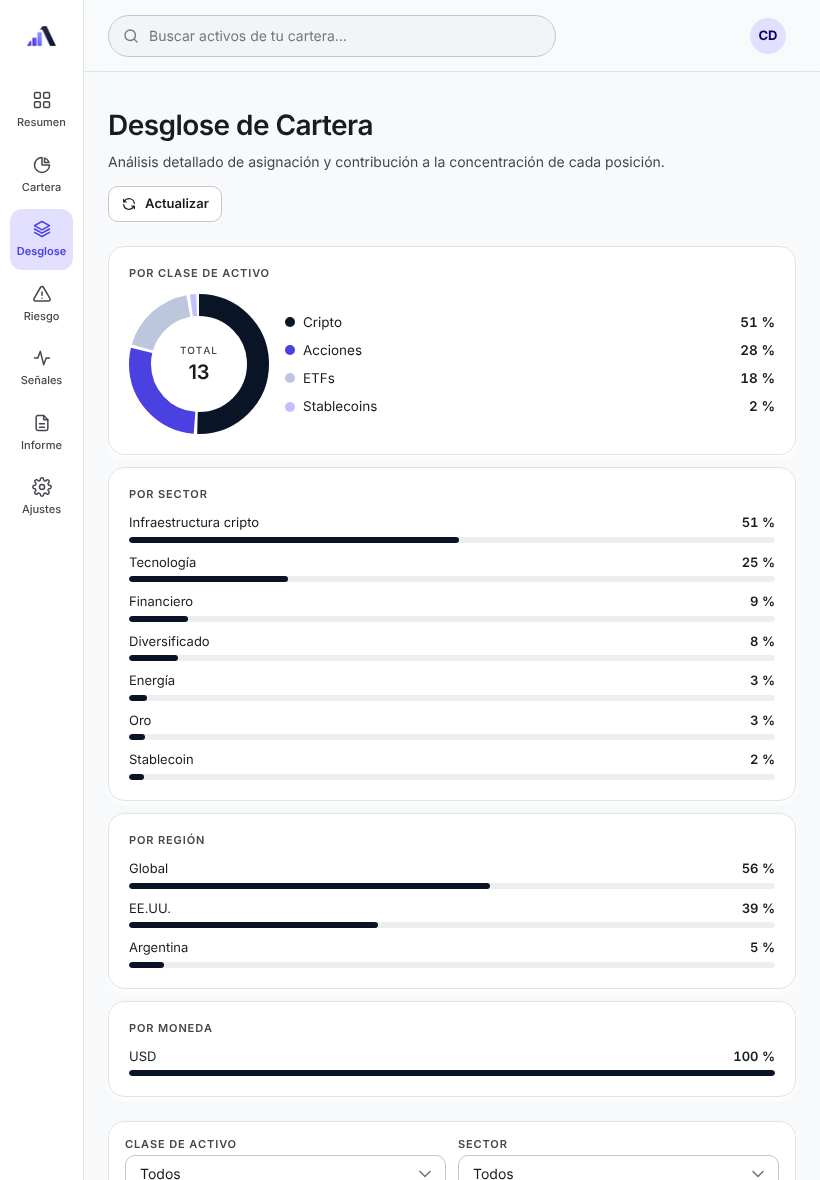 Buscar activos de tu cartera...
CD
Resumen
Cartera
Desglose
Riesgo
Señales
Informe
Ajustes
Desglose de Cartera
Análisis detallado de asignación y contribución a la concentración de cada posición.
Actualizar
POR CLASE DE ACTIVO
TOTAL
13
Cripto 51 %
Acciones 28 %
ETFs 18 %
Stablecoins 2 %
POR SECTOR
Infraestructura cripto 51 %
Tecnología 25 %
Financiero 9 %
Diversificado 8 %
Energía 3 %
Oro 3 %
Stablecoin 2 %
POR REGIÓN
Global 56 %
EE.UU. 39 %
Argentina 5 %
POR MONEDA
USD 100 %
CLASE DE ACTIVO SECTOR
Todos Todos